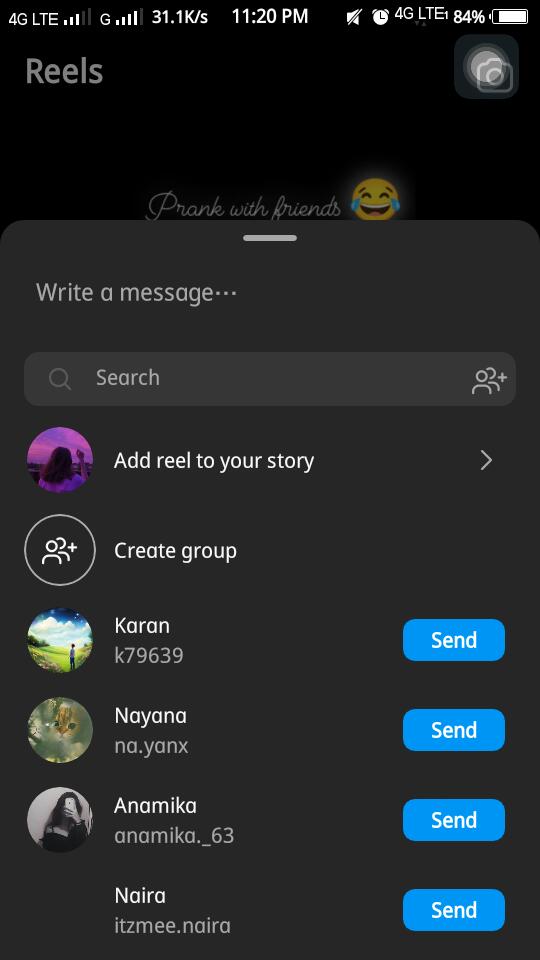 4G LTE G 31.1K/s 11:20 PM 4G LTE 84%
Reels
Prank with friends 😂
Write a message...
Search
Add reel to your story
Create group
Karan
k79639
Send
Nayana
na.yanx
Send
Anamika
anamika._63
Send
Naira
itzmee.naira
Send